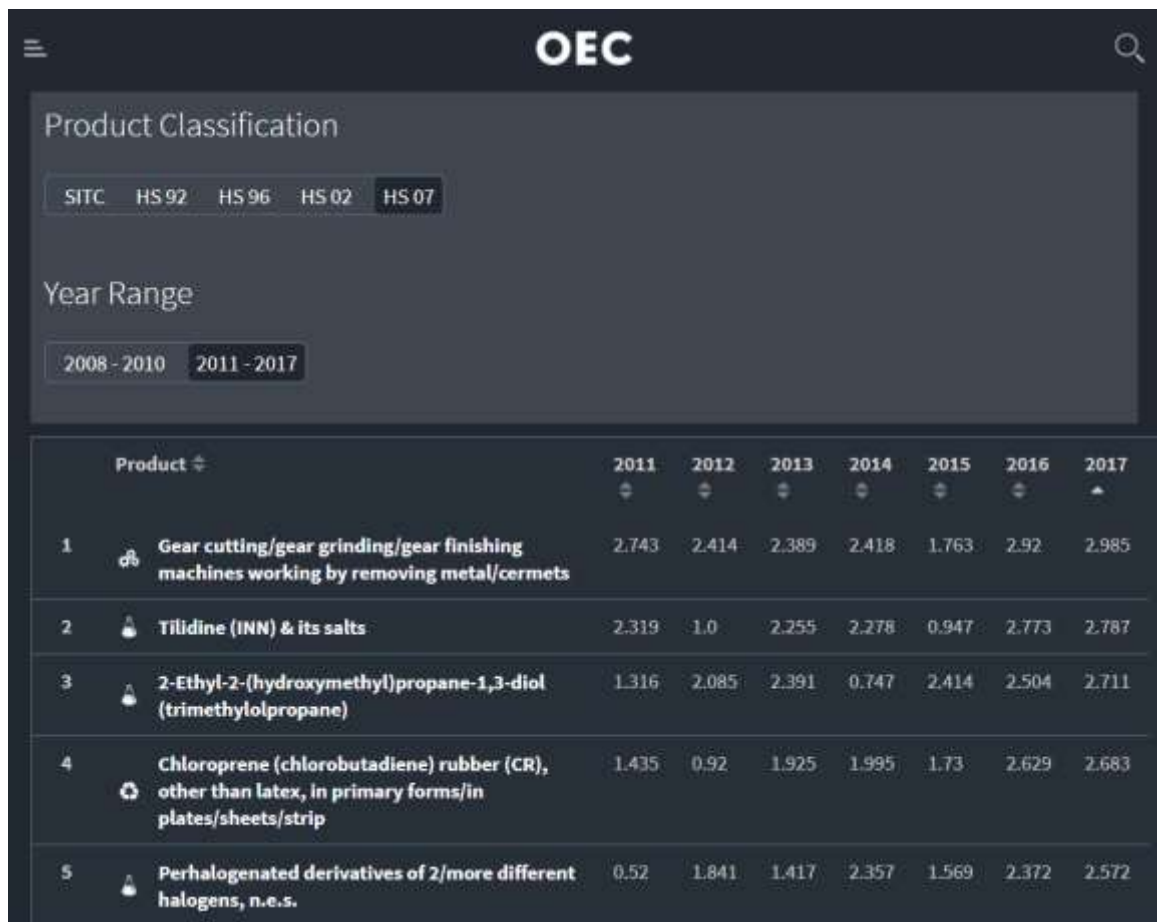 OEC
Product Classification
SITC HS 92 HS 96 HS 02 HS 07
Year Range
2008 - 2010 2011 - 2017
Product 2011 2012 2013 2014 2015 2016 2017
1 Gear cutting/gear grinding/gear finishing 2.743 2.414 2.389 2.418 1.763 2.92 2.985
machines working by removing metal/cermets
2 Tilidine (INN) & its salts 2.319 1.0 2.255 2.278 0.947 2.773 2.787
3 2-Ethyl-2-(hydroxymethyl)propane-1,3-diol 1.316 2.085 2.391 0.747 2.414 2.504 2.711
(trimethylolpropane)
4 Chloroprene (chlorobutadiene) rubber (CR), 1.435 0.92 1.925 1.995 1.73 2.629 2.683
other than latex, in primary forms/in
plates/sheets/strip
5 Perhalogenated derivatives of 2/more different 0.52 1.841 1.417 2.357 1.569 2.372 2.572
halogens, n.e.s.